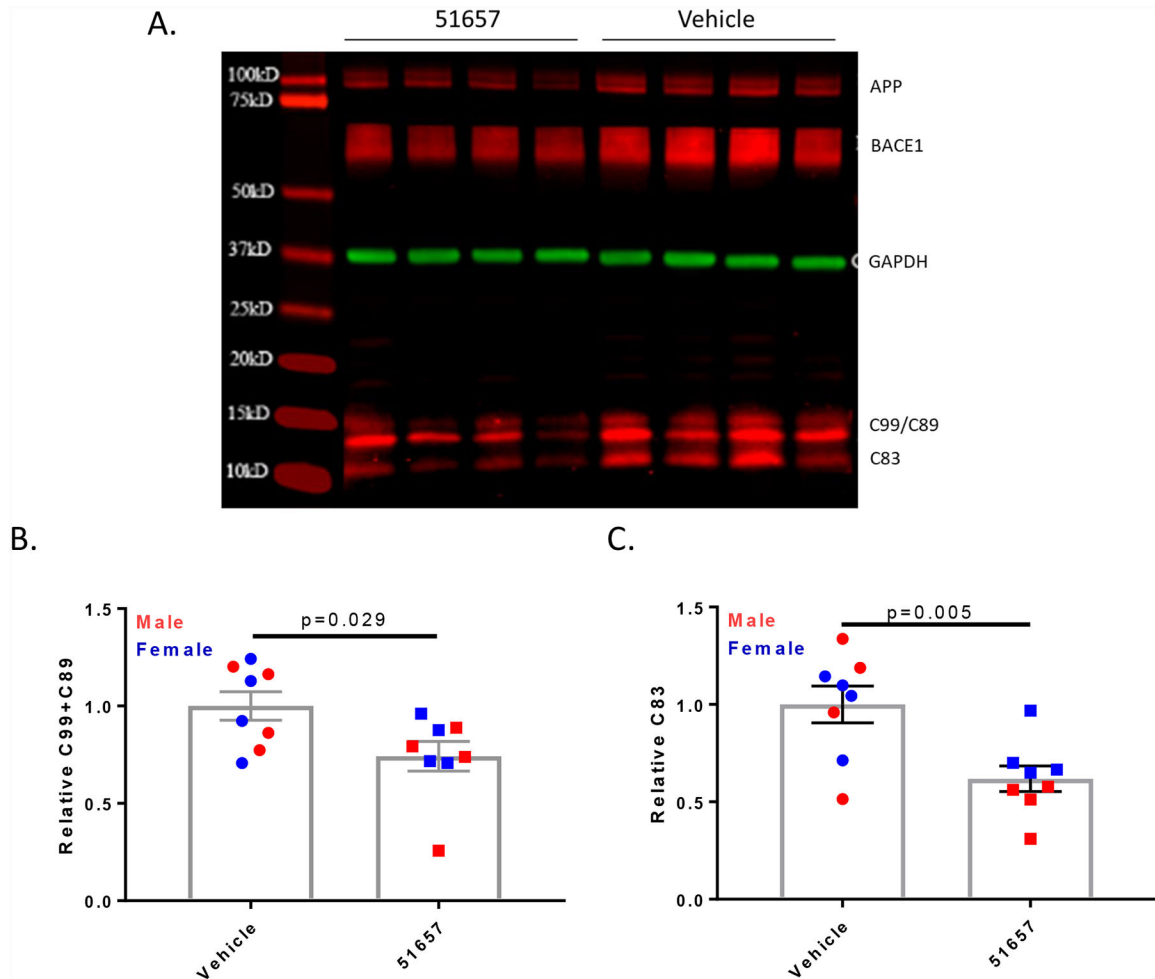 A.
51657 Vehicle
100kD
75kD
50kD
37kD
25kD
20kD
15kD
10kD
APP
BACE1
GAPDH
C99/C89
C83
B.
Male
Female
p=0.029
Relative C99+C89
1.5
1.0
0.5
0.0
Vehicle
51657
C.
Male
Female
p=0.005
Relative C83
1.5
1.0
0.5
0.0
Vehicle
51657